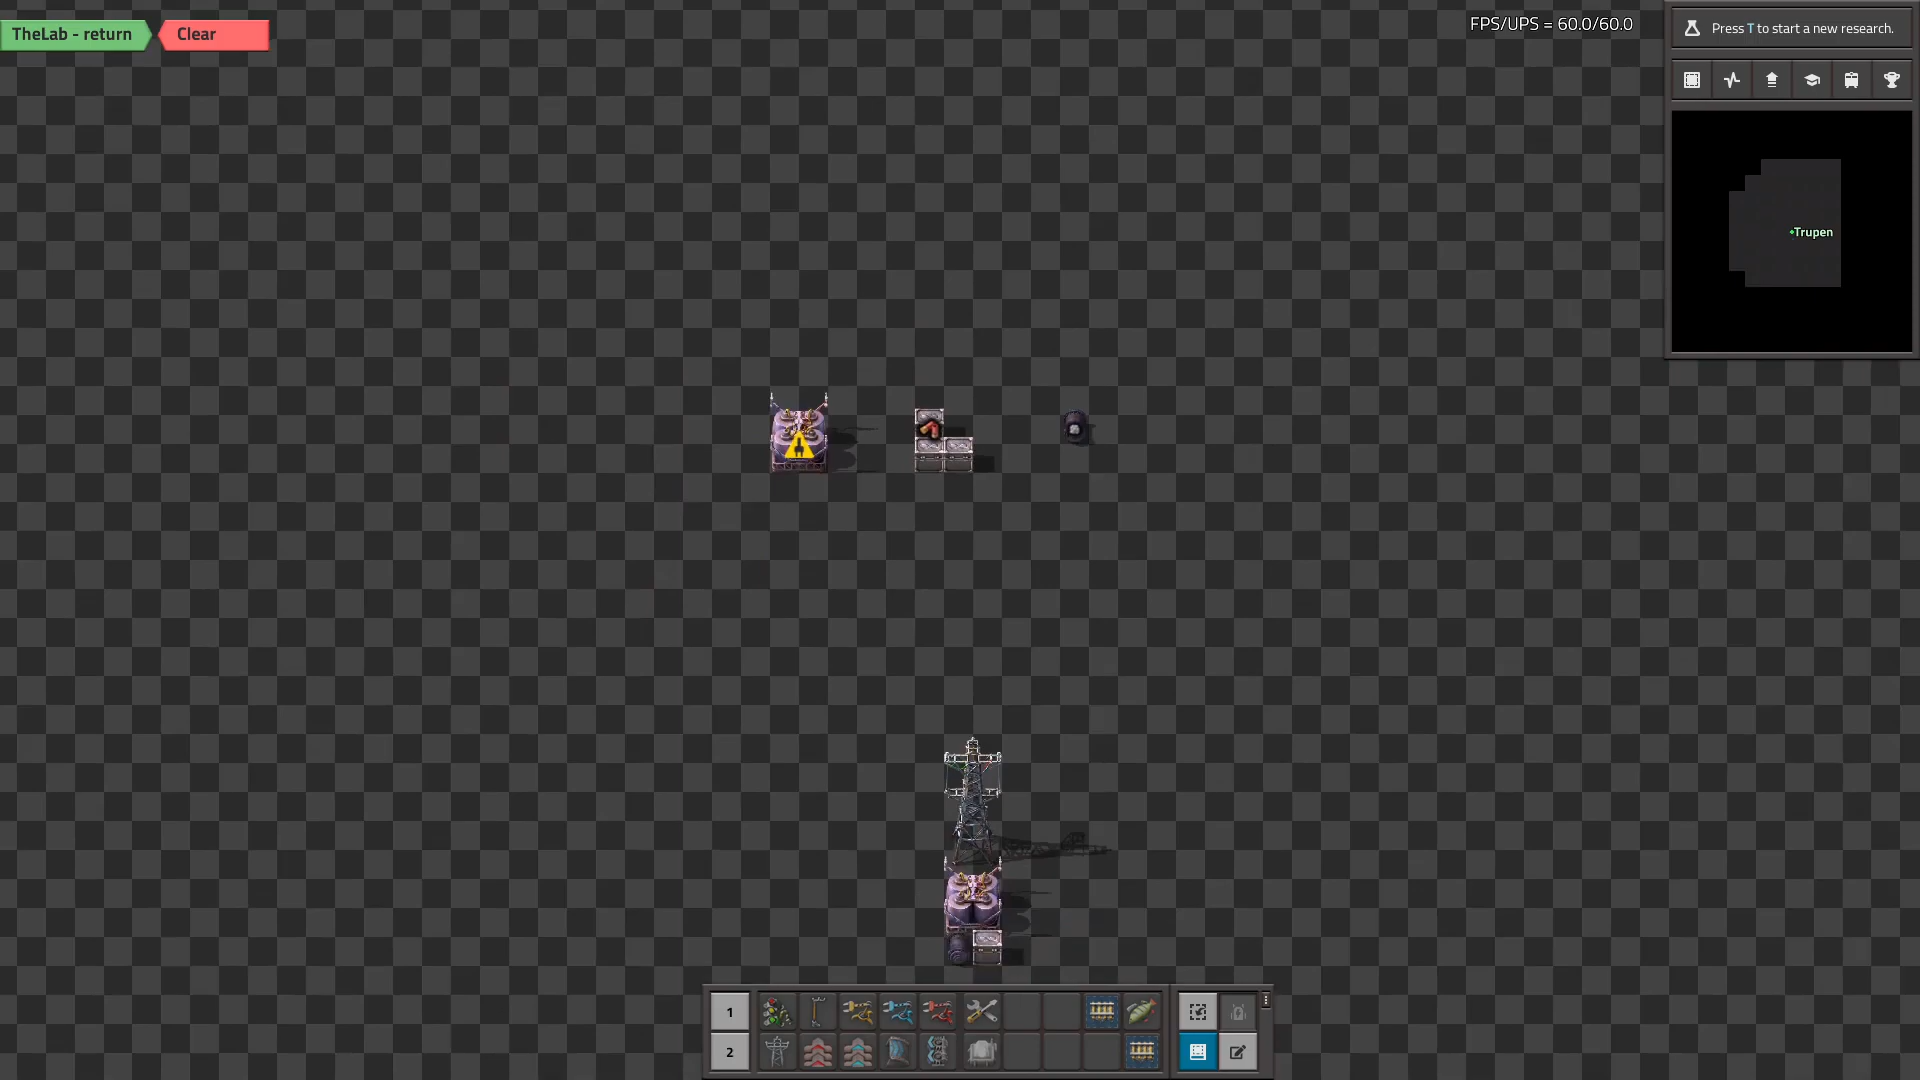 TheLab - return
Clear
FPS/UPS = 60.0/60.0
Press T to start a new research.
Trupen
1
2